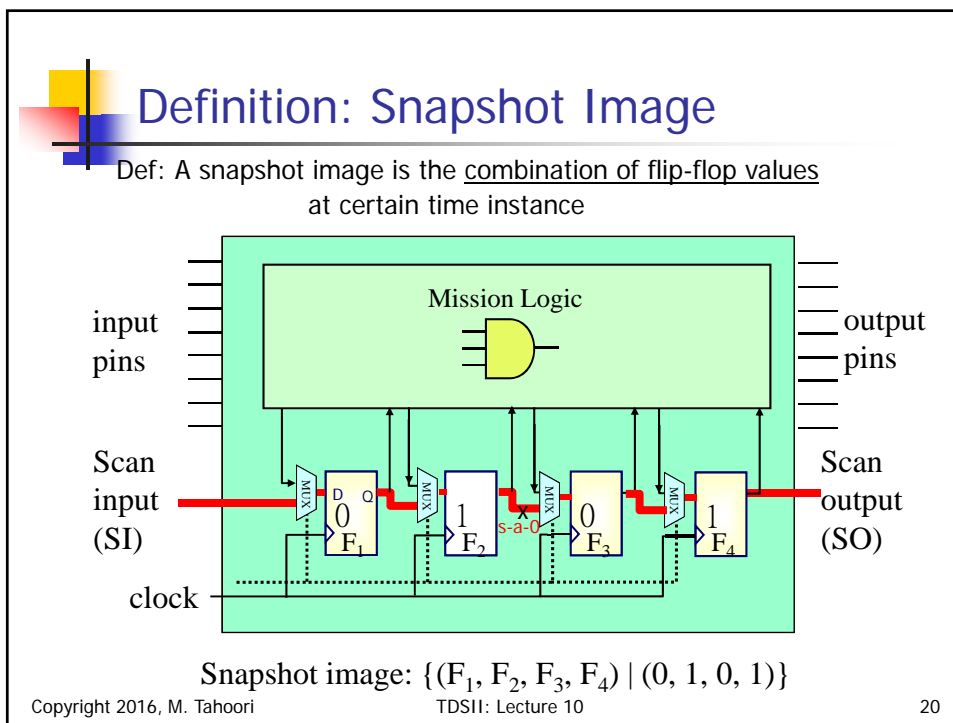 Definition: Snapshot Image
Def: A snapshot image is the combination of flip-flop values
at certain time instance
Mission Logic
input
pins
output
pins
Scan
input
(SI)
MUX
D Q
0
F₁
MUX
1
F₂
s-a-0
X
MUX
0
F₃
MUX
1
F₄
Scan
output
(SO)
clock
Snapshot image: {(F₁, F₂, F₃, F₄) | (0, 1, 0, 1)}
Copyright 2016, M. Tahoori TDSII: Lecture 10 20